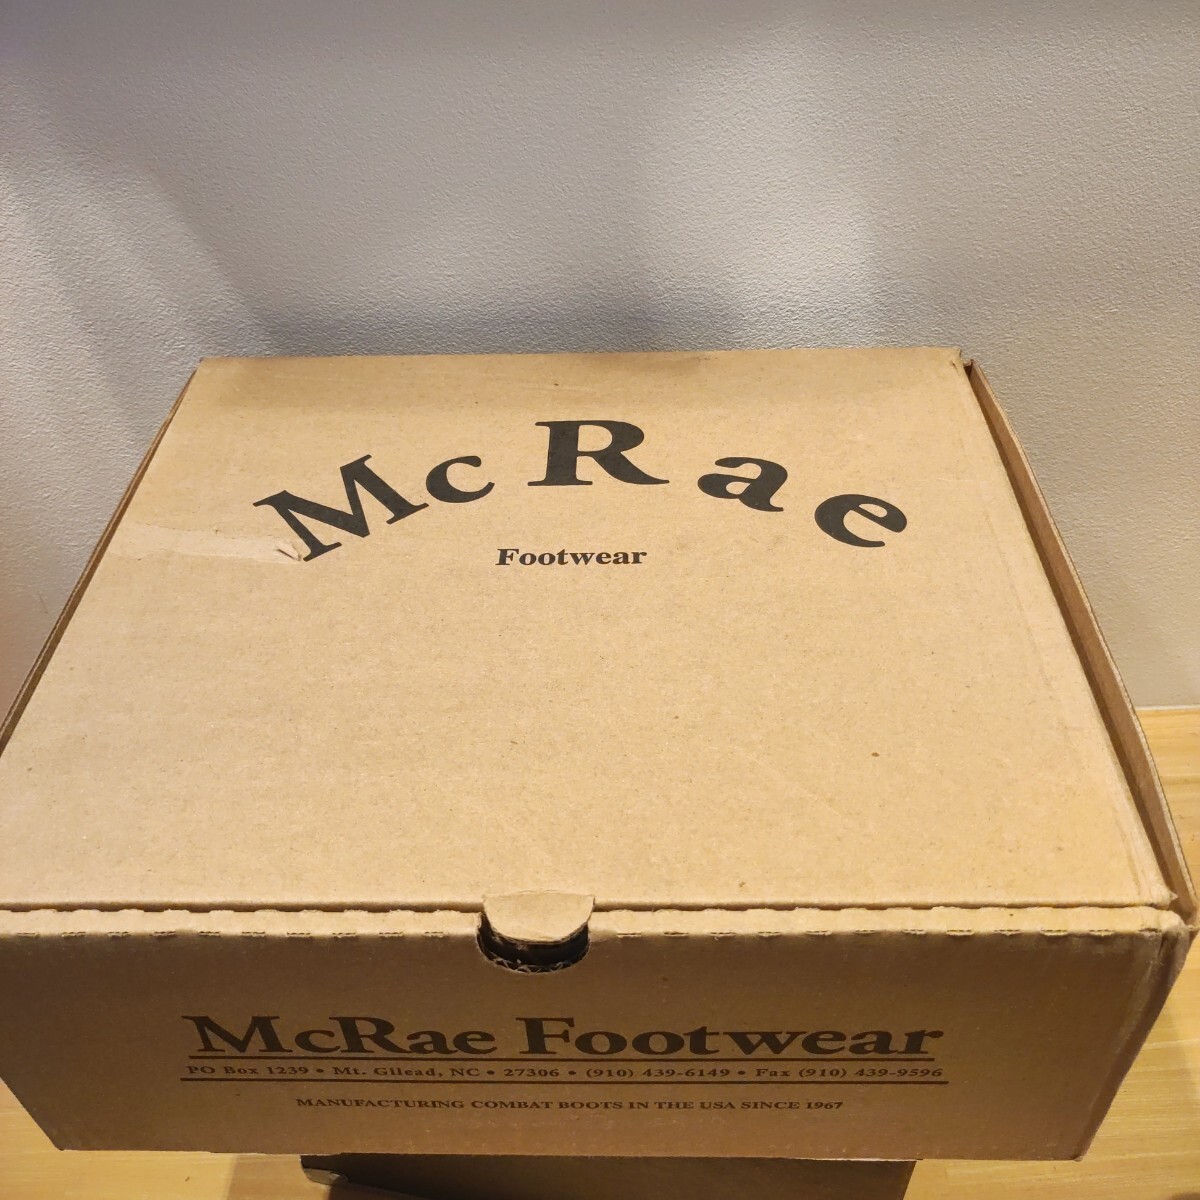 McRae
Footwear
McRae Footwear
PO Box 1239 • Mt. Gilead, NC • 27306 • (910) 439-6149 • Fax (910) 439-9596
MANUFACTURING COMBAT BOOTS IN THE USA SINCE 1967